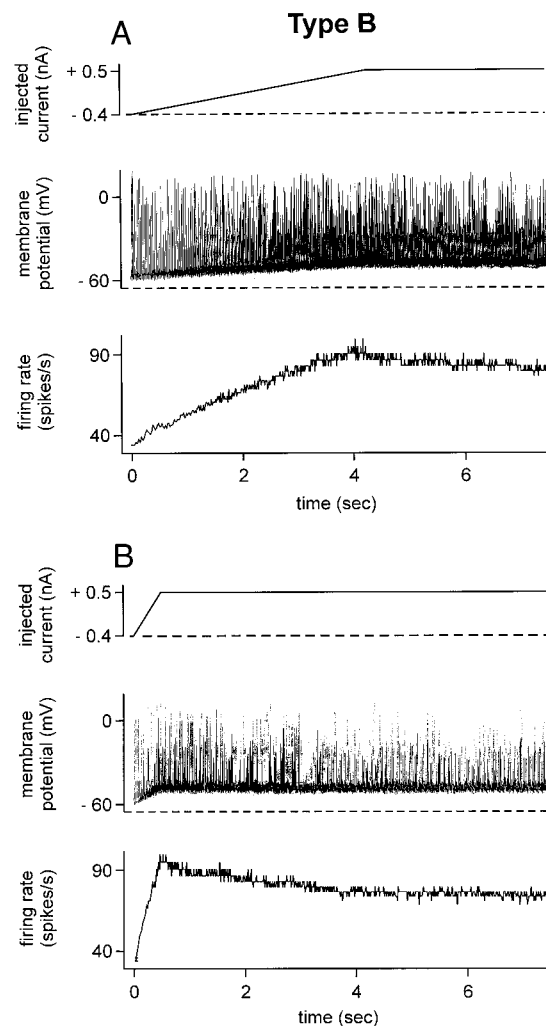 Type B
A
injected
current (nA)
+ 0.5
- 0.4
membrane
potential (mV)
0
- 60
firing rate
(spikes/s)
90
40
0 2 4 6
time (sec)
B
injected
current (nA)
+ 0.5
- 0.4
membrane
potential (mV)
0
- 60
firing rate
(spikes/s)
90
40
0 2 4 6
time (sec)